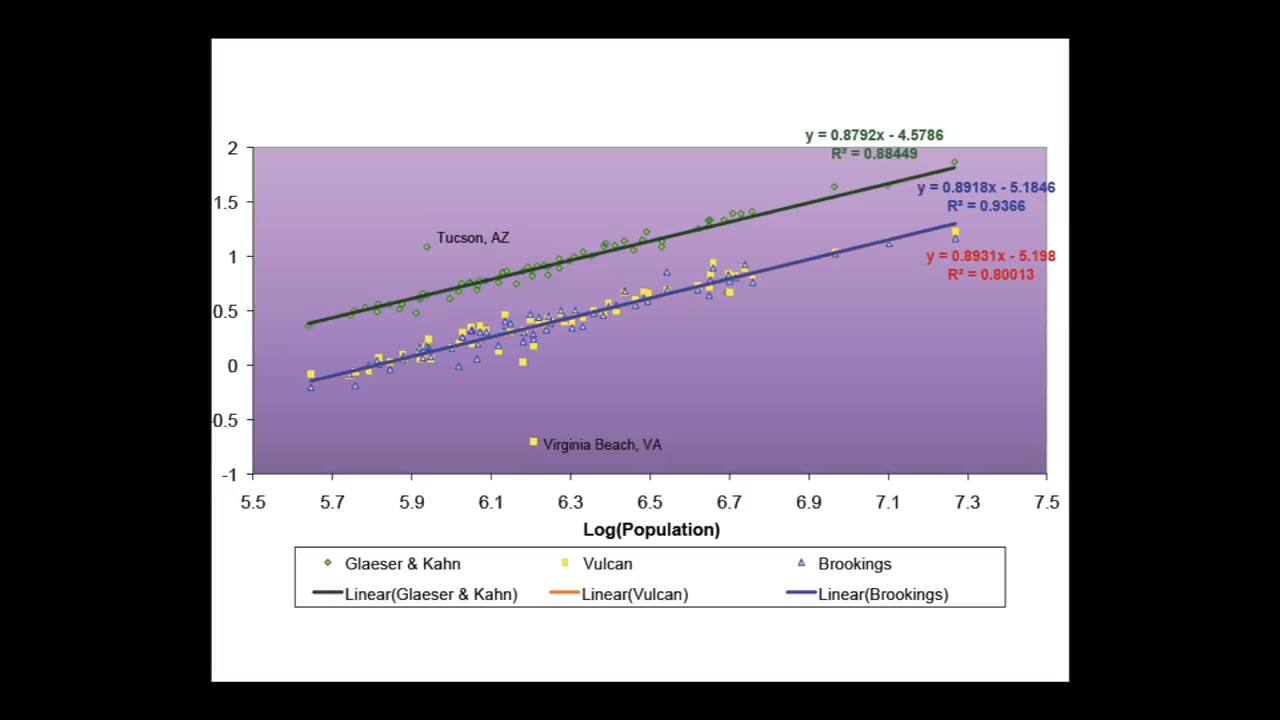 y = 0.8792x - 4.5786
R² = 0.88449
y = 0.8918x - 5.1846
R² = 0.9366
y = 0.8931x - 5.198
R² = 0.80013
2
1.5
1
0.5
0
0.5
-1
Tucson, AZ
Virginia Beach, VA
5.5 5.7 5.9 6.1 6.3 6.5 6.7 6.9 7.1 7.3 7.5
Log(Population)
Glaeser & Kahn Vulcan Brookings
Linear(Glaeser & Kahn) Linear(Vulcan) Linear(Brookings)